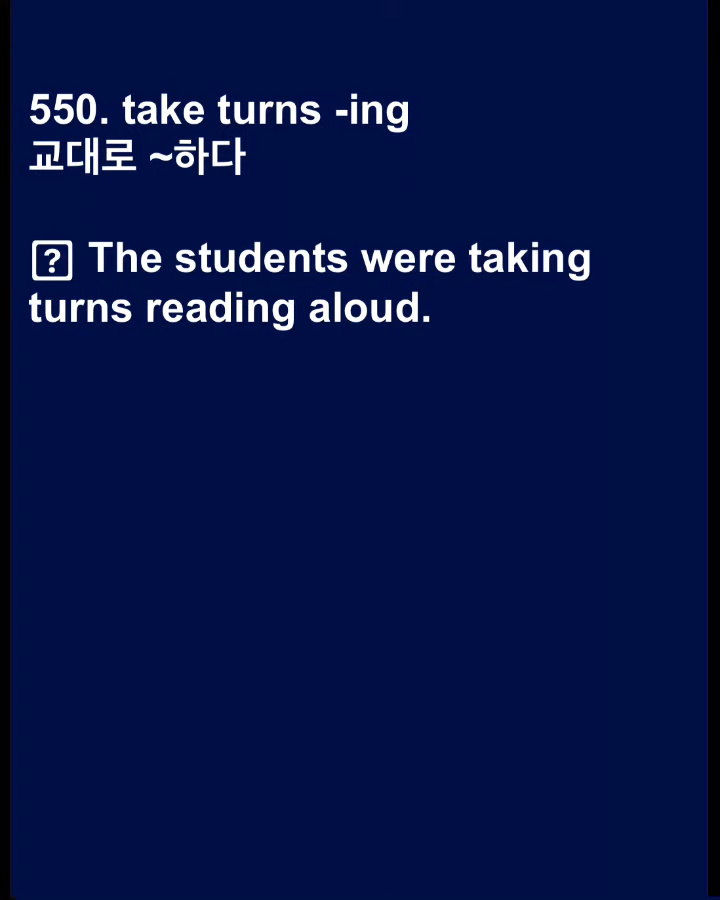 550. take turns -ing
교대로 ~하다
⍰ The students were taking
turns reading aloud.